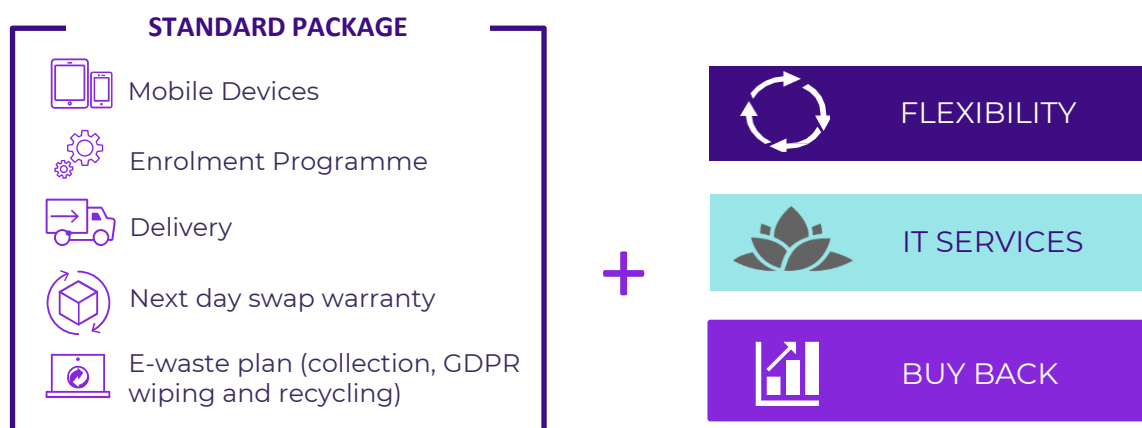 STANDARD PACKAGE
Mobile Devices
Enrolment Programme
Delivery
Next day swap warranty
E-waste plan (collection, GDPR
wiping and recycling)
+
FLEXIBILITY
IT SERVICES
BUY BACK